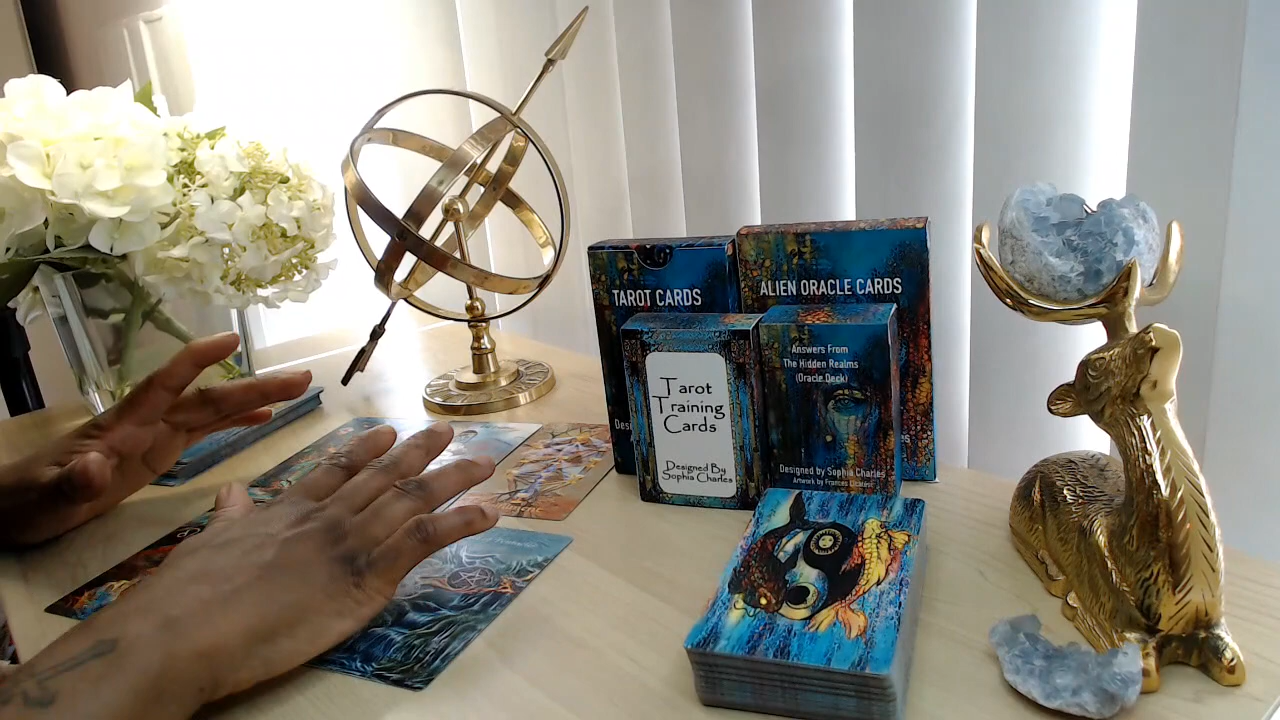 TAROT CARDS
ALIEN ORACLE CARDS
Tarot
Training
Cards
Designed By
Sophia Charles
Answers From
The Hidden Realms
(Oracle Deck)
Designed by Sophia Charles